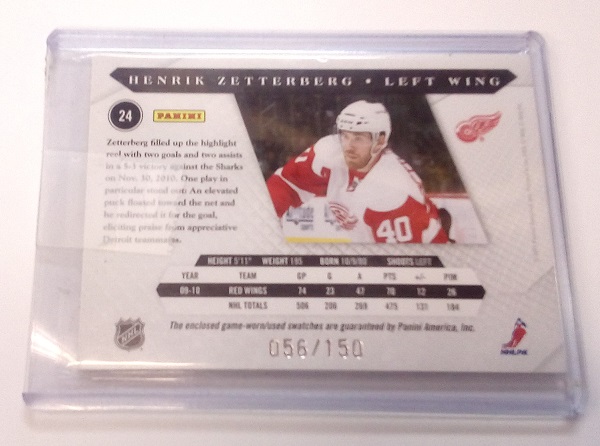 HENRIK ZETTERBERG • LEFT WING
24 PANINI
Zetterberg filled up the highlight
reel with two goals and two assists
in a 5-3 victory against the Sharks
on Nov. 30, 2010. One play in
particular stood out: An elevated
puck floated toward the net and
he redirected it for the goal,
eliciting praise from appreciative
Detroit teammates.
40
HEIGHT 5'11" WEIGHT 195 BORN 10/9/80 SHOOTS LEFT
YEAR TEAM GP G A PTS +/- PIM
09-10 RED WINGS 74 23 47 70 12 26
NHL TOTALS 506 206 269 475 184
The enclosed game-worn/used swatches are guaranteed by Panini America, Inc.
NHL
NHLPA
056/150